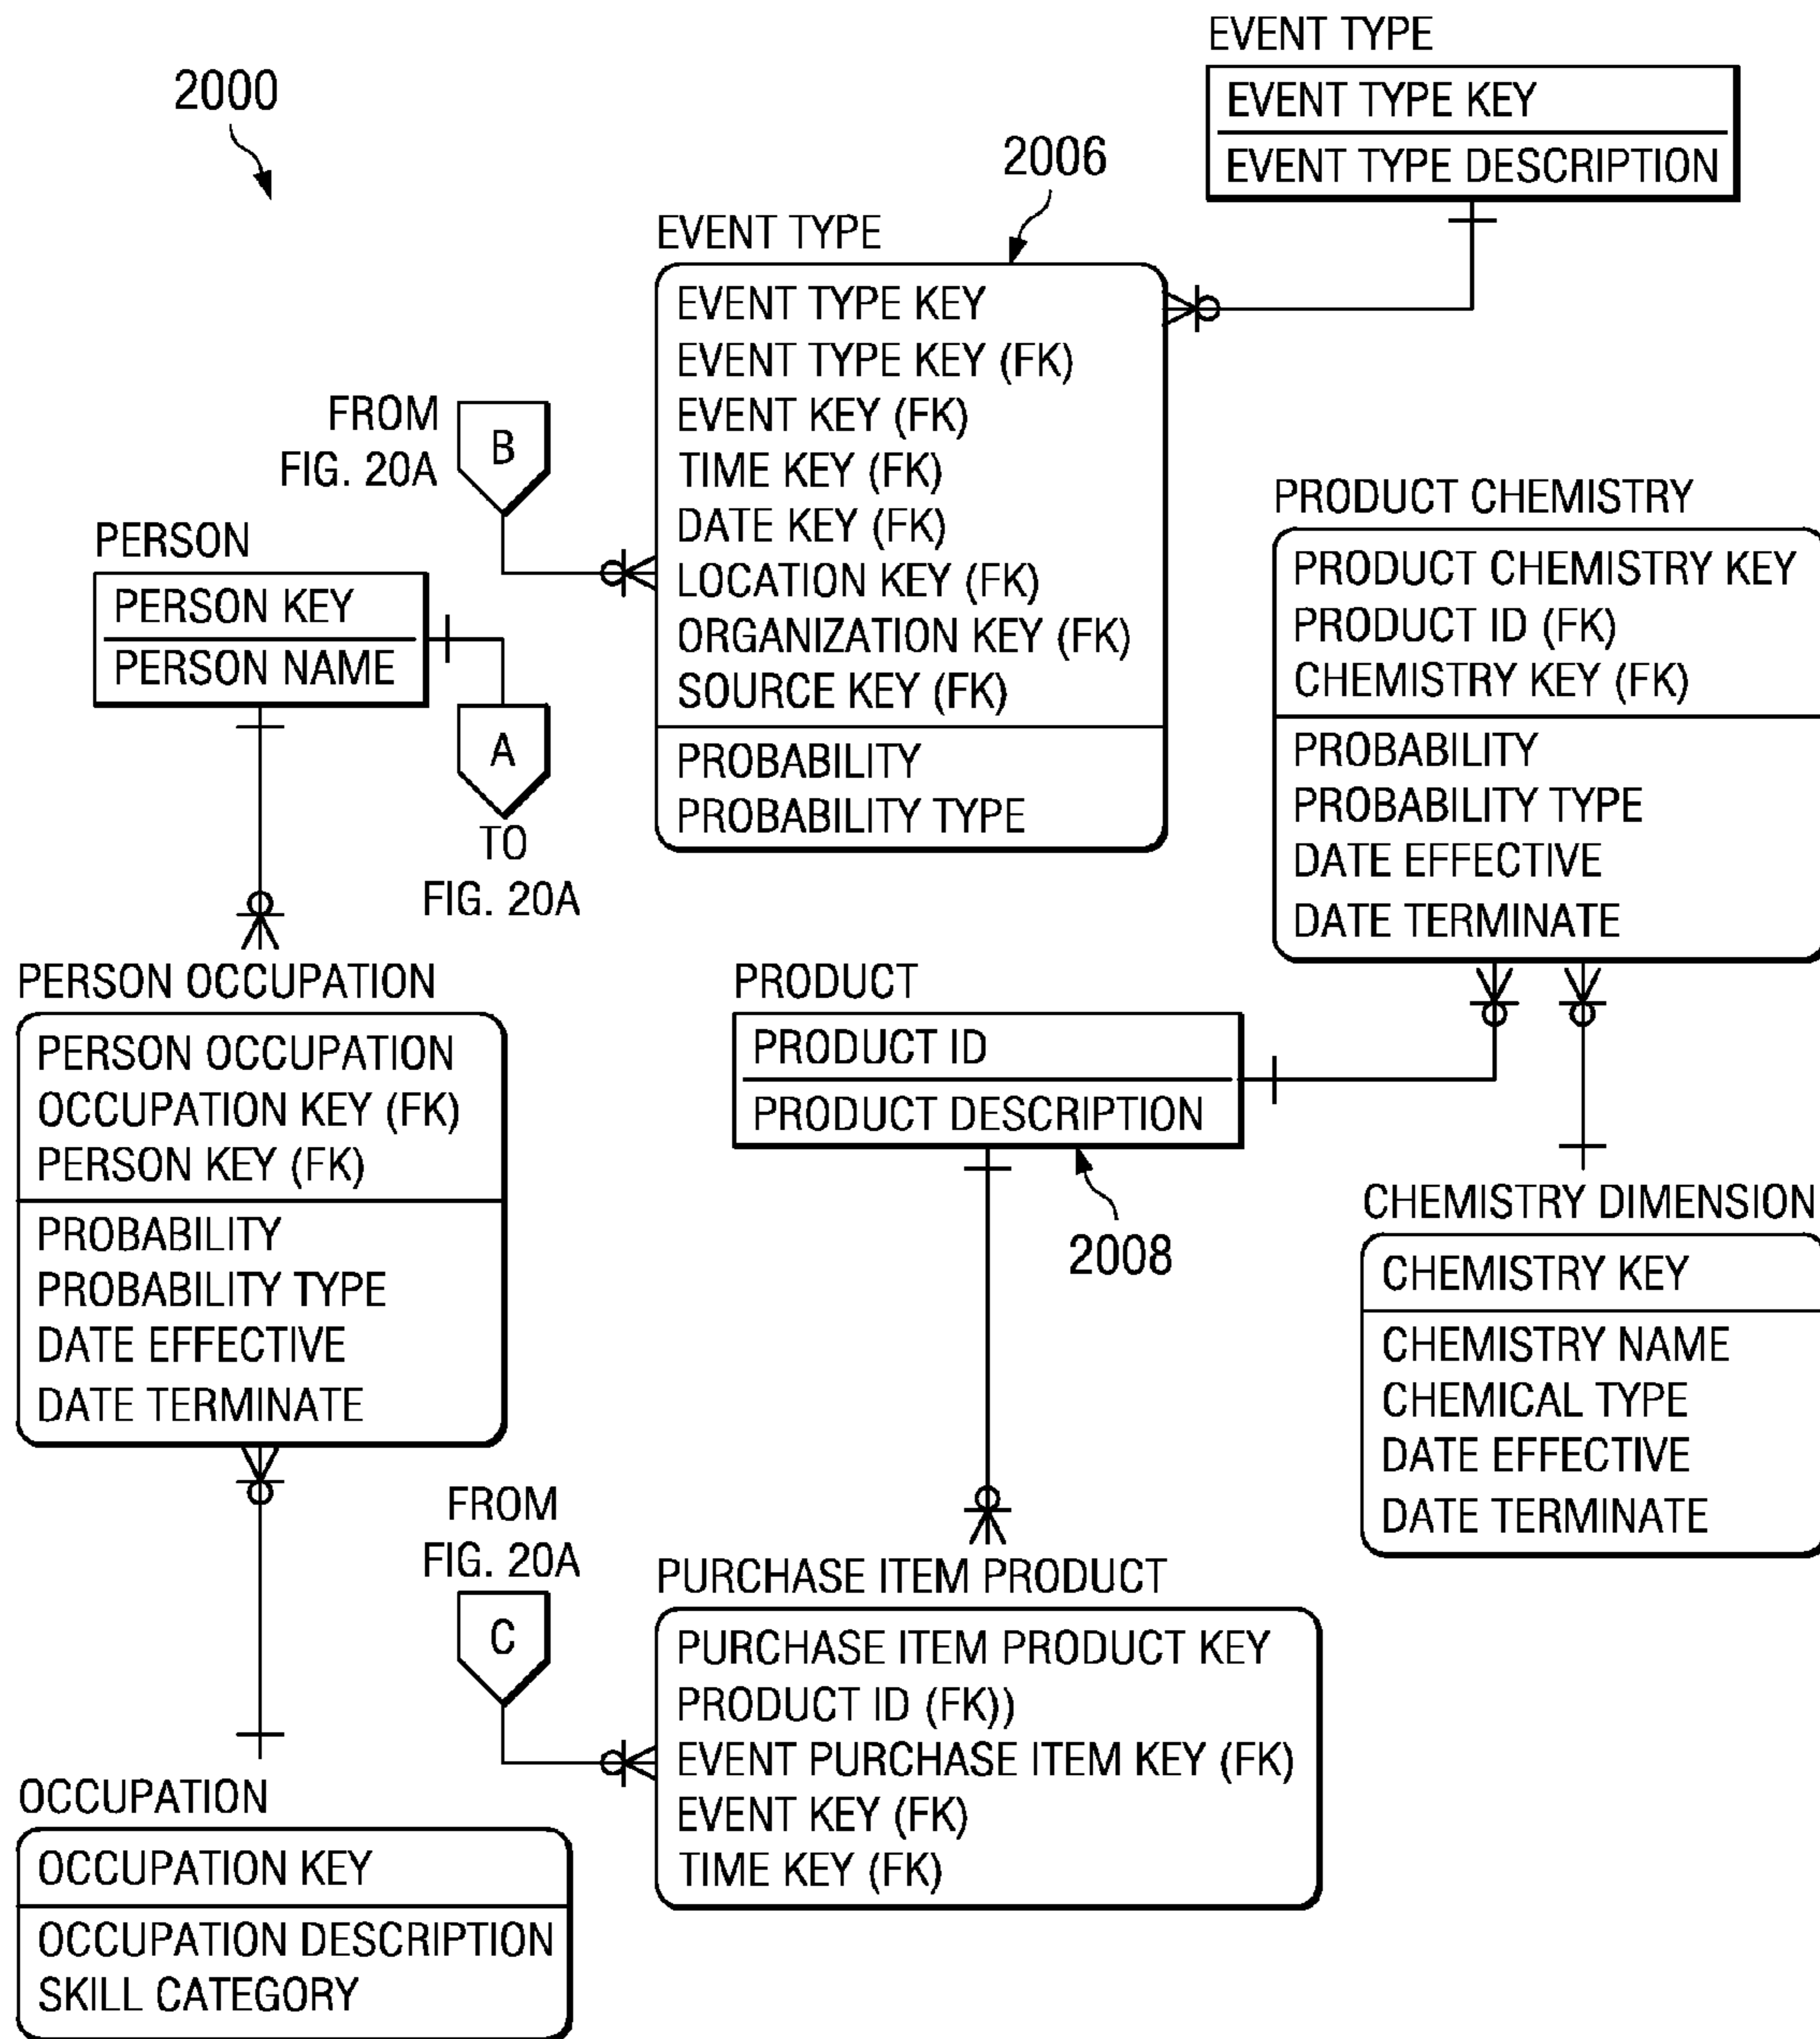 2000
EVENT TYPE
EVENT TYPE KEY
EVENT TYPE DESCRIPTION
2006
EVENT TYPE
EVENT TYPE KEY
EVENT TYPE KEY (FK)
EVENT KEY (FK)
TIME KEY (FK)
DATE KEY (FK)
LOCATION KEY (FK)
ORGANIZATION KEY (FK)
SOURCE KEY (FK)
PROBABILITY
PROBABILITY TYPE
FROM
FIG. 20A
B
PERSON
PERSON KEY
PERSON NAME
A
TO
FIG. 20A
PRODUCT CHEMISTRY
PRODUCT CHEMISTRY KEY
PRODUCT ID (FK)
CHEMISTRY KEY (FK)
PROBABILITY
PROBABILITY TYPE
DATE EFFECTIVE
DATE TERMINATE
PERSON OCCUPATION
PERSON OCCUPATION
OCCUPATION KEY (FK)
PERSON KEY (FK)
PROBABILITY
PROBABILITY TYPE
DATE EFFECTIVE
DATE TERMINATE
PRODUCT
PRODUCT ID
PRODUCT DESCRIPTION
2008
CHEMISTRY DIMENSION
CHEMISTRY KEY
CHEMISTRY NAME
CHEMICAL TYPE
DATE EFFECTIVE
DATE TERMINATE
FROM
FIG. 20A
C
PURCHASE ITEM PRODUCT
PURCHASE ITEM PRODUCT KEY
PRODUCT ID (FK))
EVENT PURCHASE ITEM KEY (FK)
EVENT KEY (FK)
TIME KEY (FK)
OCCUPATION
OCCUPATION KEY
OCCUPATION DESCRIPTION
SKILL CATEGORY